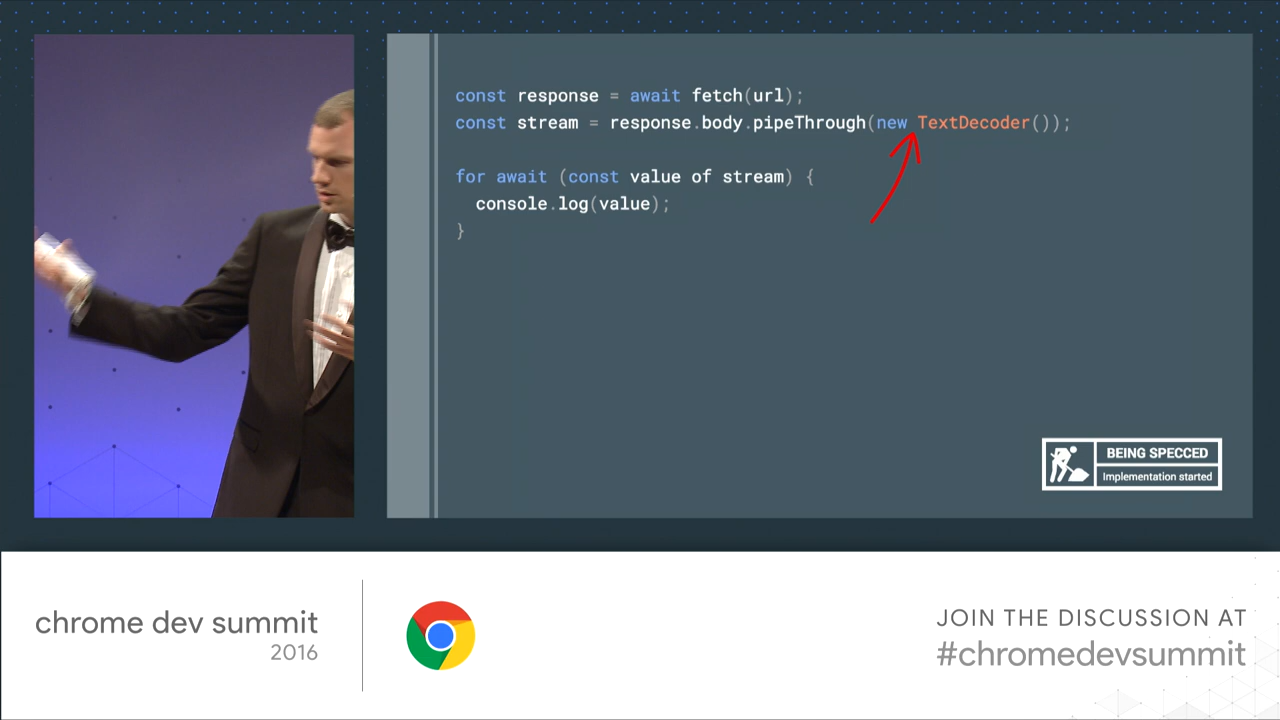 const response = await fetch(url);
const stream = response.body.pipeThrough(new TextDecoder());
for await (const value of stream) {
console.log(value);
}
BEING SPECCED
Implementation started
chrome dev summit
2016
JOIN THE DISCUSSION AT
#chromedevsummit